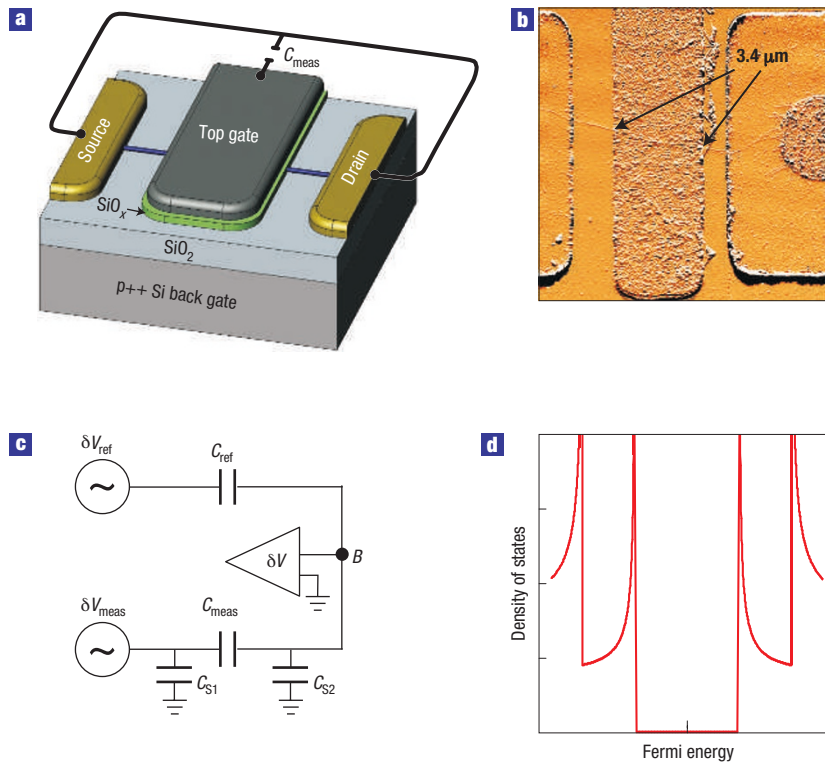 a
C_meas
Source
Top gate
Drain
SiO_x
SiO_2
p++ Si back gate
b
3.4 μm
c
δV_ref
C_ref
~
δV
B
δV_meas
C_meas
~
C_S1
C_S2
d
Density of states
Fermi energy